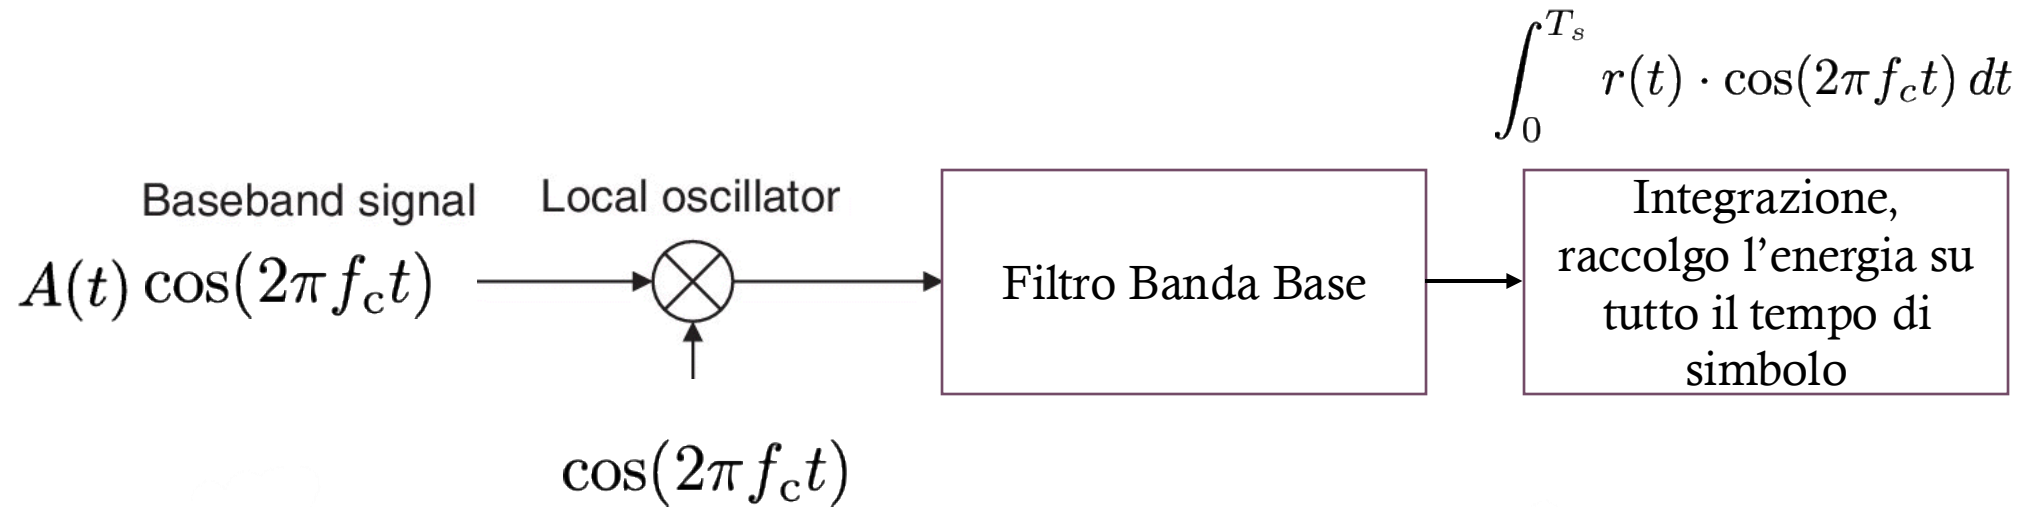 ∫₀^{T_s} r(t) · cos(2πf_c t) dt
Baseband signal
Local oscillator
A(t) cos(2πf_c t)
cos(2πf_c t)
Filtro Banda Base
Integrazione,
raccolgo l’energia su
tutto il tempo di
simbolo